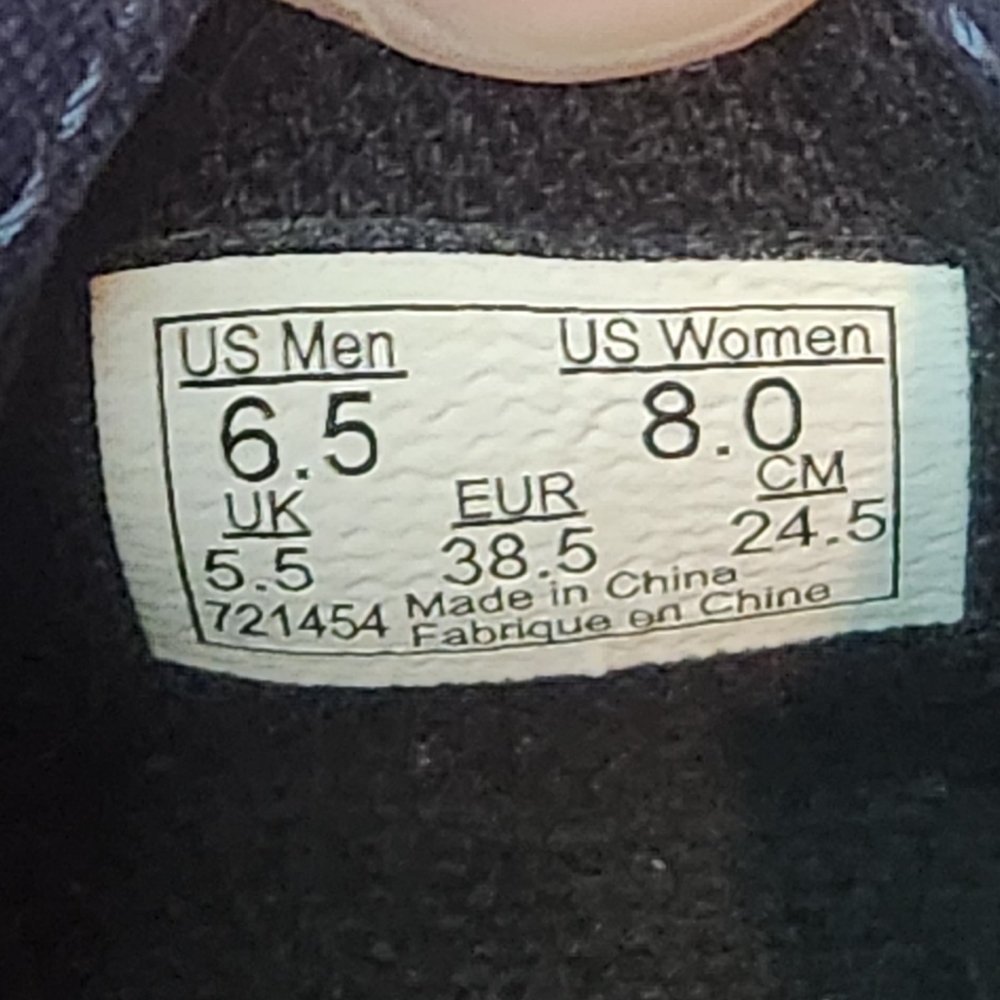 US Men US Women
6.5 8.0
UK EUR CM
5.5 38.5 24.5
721454 Made in China
Fabrique en Chine